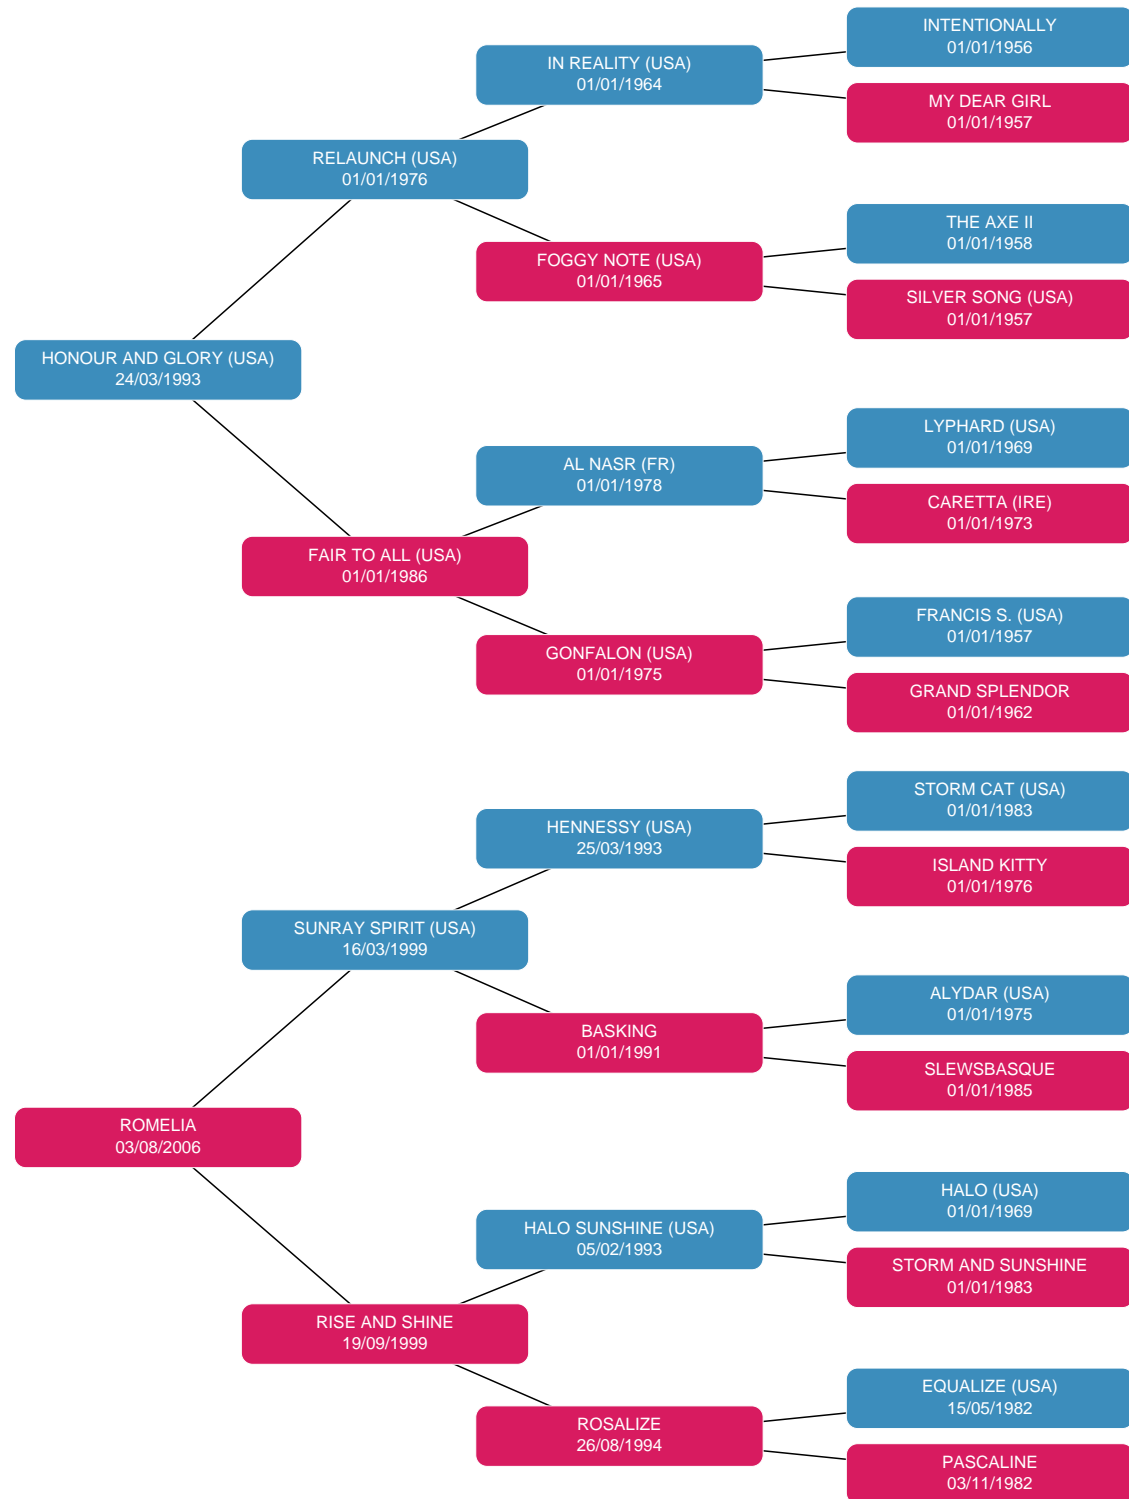 INTENTIONALLY
01/01/1956
IN REALITY (USA)
01/01/1964
MY DEAR GIRL
01/01/1957
RELAUNCH (USA)
01/01/1976
THE AXE II
01/01/1958
FOGGY NOTE (USA)
01/01/1965
SILVER SONG (USA)
01/01/1957
HONOUR AND GLORY (USA)
24/03/1993
LYPHARD (USA)
01/01/1969
AL NASR (FR)
01/01/1978
CARETTA (IRE)
01/01/1973
FAIR TO ALL (USA)
01/01/1986
FRANCIS S. (USA)
01/01/1957
GONFALON (USA)
01/01/1975
GRAND SPLENDOR
01/01/1962
STORM CAT (USA)
01/01/1983
HENNESSY (USA)
25/03/1993
ISLAND KITTY
01/01/1976
SUNRAY SPIRIT (USA)
16/03/1999
ALYDAR (USA)
01/01/1975
BASKING
01/01/1991
SLEWSBASQUE
01/01/1985
ROMELIA
03/08/2006
HALO (USA)
01/01/1969
HALO SUNSHINE (USA)
05/02/1993
STORM AND SUNSHINE
01/01/1983
RISE AND SHINE
19/09/1999
EQUALIZE (USA)
15/05/1982
ROSALIZE
26/08/1994
PASCALINE
03/11/1982